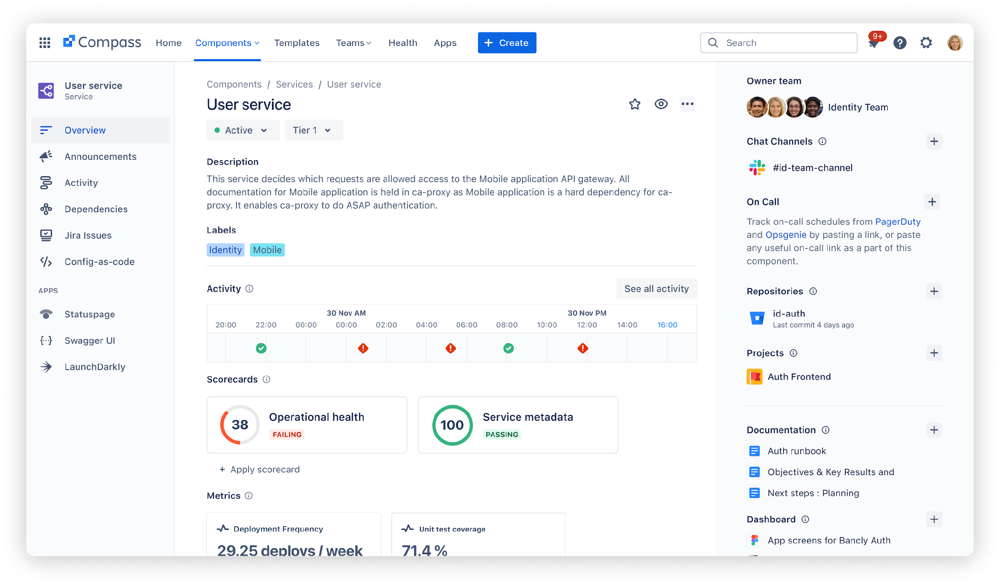 Compass
Home
Components
Templates
Teams
Health
Apps
+ Create
Search
9+
User service
Service
Overview
Announcements
Activity
Dependencies
Jira Issues
Config-as-code
APPS
Statuspage
Swagger UI
LaunchDarkly
Components / Services / User service
User service
Active
Tier 1
Description
This service decides which requests are allowed access to the Mobile application API gateway. All
documentation for Mobile application is held in ca-proxy as Mobile application is a hard dependency for ca-
proxy. It enables ca-proxy to do ASAP authentication.
Labels
Identity
Mobile
Activity
See all activity
30 Nov AM
30 Nov PM
20:00 22:00 00:00 00:00 02:00 04:00 06:00 08:00 10:00 12:00 14:00 16:00
Scorecards
38
Operational health
FAILING
100
Service metadata
PASSING
+ Apply scorecard
Metrics
Deployment Frequency
29.25 deploys / week
Unit test coverage
71.4 %
Owner team
Identity Team
Chat Channels
#id-team-channel
On Call
Track on-call schedules from PagerDuty
and Opsgenie by pasting a link, or paste
any useful on-call link as a part of this
component.
Repositories
id-auth
Last commit 4 days ago
Projects
Auth Frontend
Documentation
Auth runbook
Objectives & Key Results and
Next steps : Planning
Dashboard
App screens for Bancly Auth